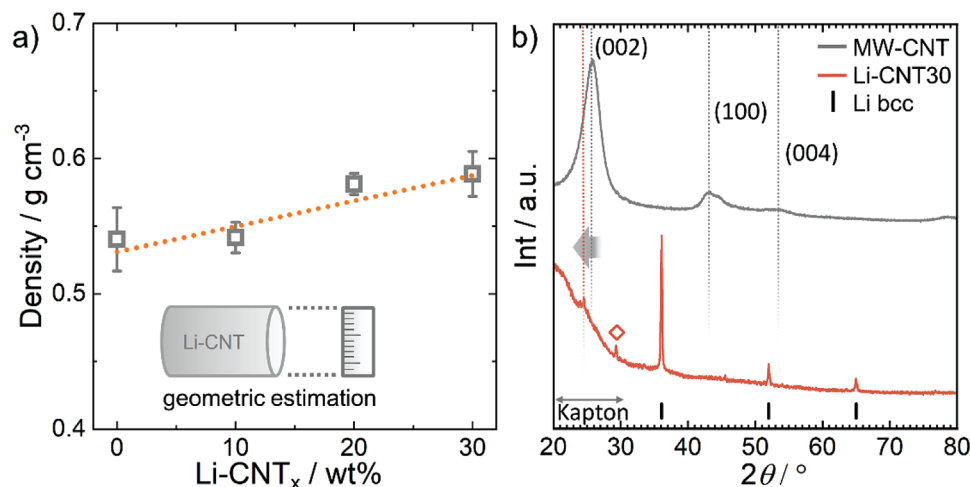 a)
0.7
0.6
0.5
0.4
Density / g cm⁻³
Li-CNT
geometric estimation
0
10
20
30
Li-CNTₓ / wt%
b)
(002)
MW-CNT
Li-CNT30
Li bcc
(100)
(004)
Int / a.u.
Kapton
20
30
40
50
60
70
80
2θ / °